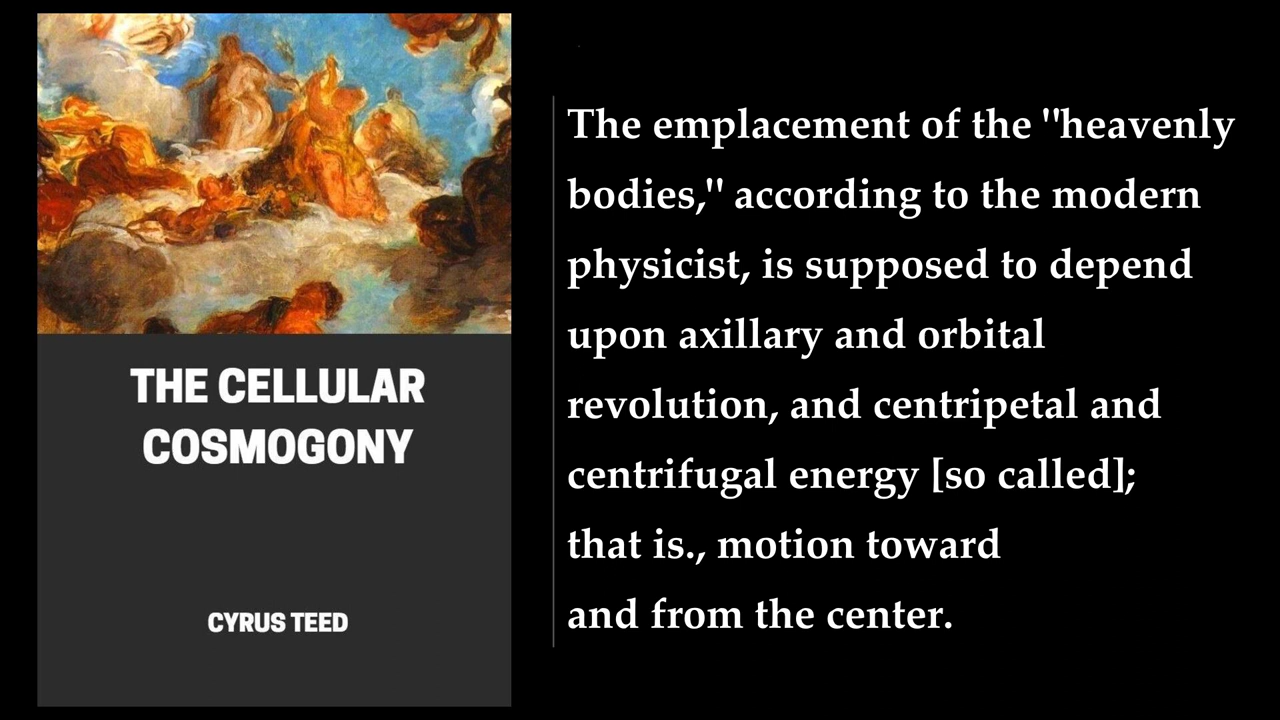 THE CELLULAR
COSMOGONY
CYRUS TEED
The emplacement of the "heavenly
bodies," according to the modern
physicist, is supposed to depend
upon axillary and orbital
revolution, and centripetal and
centrifugal energy [so called];
that is., motion toward
and from the center.